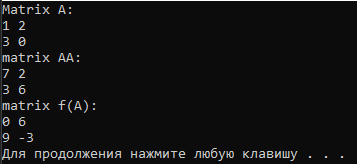 Matrix A:
1 2
3 0
matrix AA:
7 2
3 6
matrix f(A):
0 6
9 -3
Для продолжения нажмите любую клавишу . . .